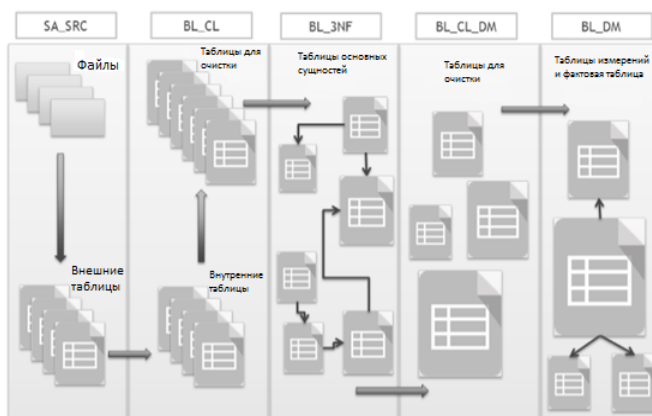 SA_SRC
BL_CL
BL_3NF
BL_CL_DM
BL_DM
Файлы
Внешние
таблицы
Таблицы для
очистки
Внутренние
таблицы
Таблицы основных
сущностей
Таблицы для
очистки
Таблицы измерений
и фактовая таблица